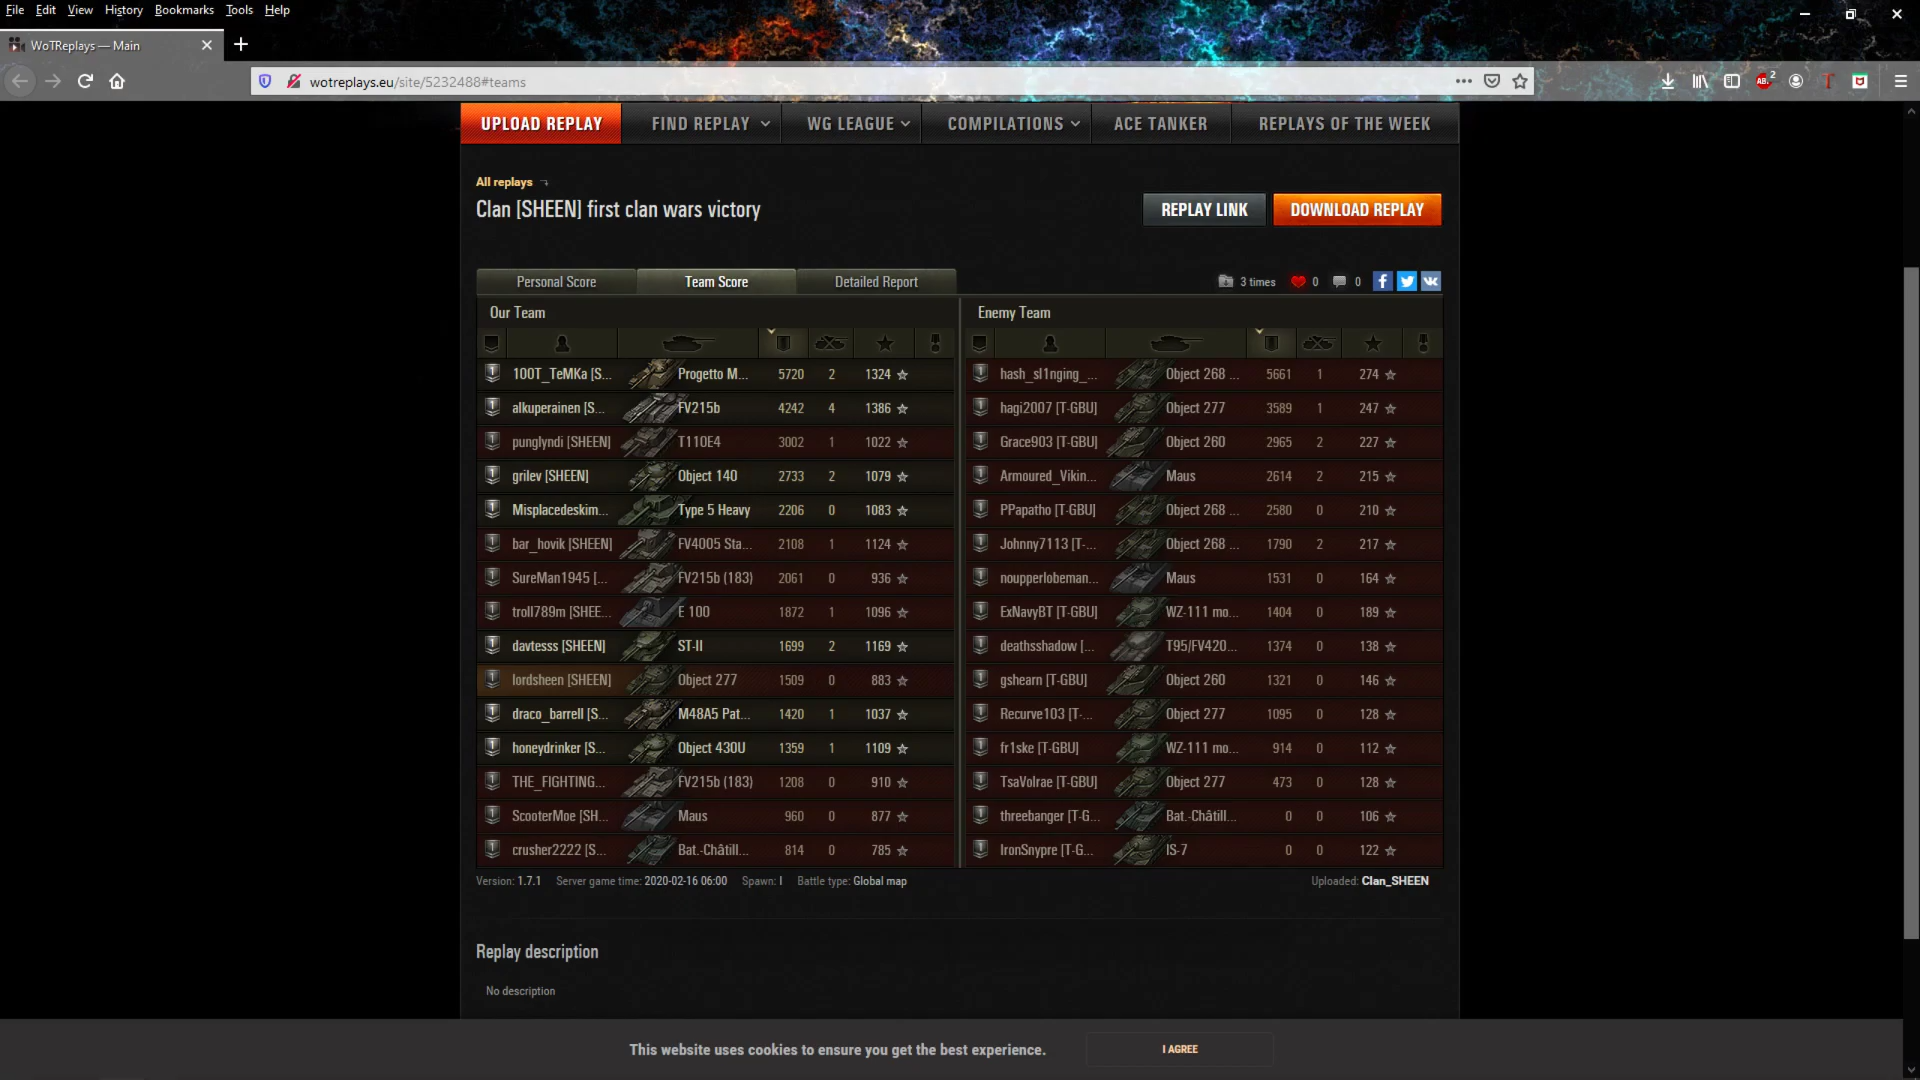 File Edit View History Bookmarks Tools Help
WoTReplays — Main
wotreplays.eu/site/5232488#teams
UPLOAD REPLAY FIND REPLAY WG LEAGUE COMPILATIONS ACE TANKER REPLAYS OF THE WEEK
All replays
Clan [SHEEN] first clan wars victory
REPLAY LINK DOWNLOAD REPLAY
Personal Score Team Score Detailed Report 3 times 0 0
Our Team Enemy Team
100T_TeMKa [S... Progetto M... 5720 2 1324 hash_sl1nging_... Object 268 ... 5661 1 274
alkuperainen [S... FV215b 4242 4 1386 hagi2007 [T-GBU] Object 277 3589 1 247
punglyndi [SHEEN] T110E4 3002 1 1022 Grace903 [T-GBU] Object 260 2965 2 227
grilev [SHEEN] Object 140 2733 2 1079 Armoured_Vikin... Maus 2614 2 215
Misplacedeskim... Type 5 Heavy 2206 0 1083 PPapatho [T-GBU] Object 268 ... 2580 0 210
bar_hovik [SHEEN] FV4005 Sta... 2108 1 1124 Johnny7113 [T-... Object 268 ... 1790 2 217
SureMan1945 [... FV215b (183) 2061 0 936 noupperlobeman... Maus 1531 0 164
troll789m [SHEE... E 100 1872 1 1096 ExNavyBT [T-GBU] WZ-111 mo... 1404 0 189
davtesss [SHEEN] ST-II 1699 2 1169 deathsshadow [... T95/FV420... 1374 0 138
lordsheen [SHEEN] Object 277 1509 0 883 gshearn [T-GBU] Object 260 1321 0 146
draco_barrell [S... M48A5 Pat... 1420 1 1037 Recurve103 [T-... Object 277 1095 0 128
honeydrinker [S... Object 430U 1359 1 1109 fr1ske [T-GBU] WZ-111 mo... 914 0 112
THE_FIGHTING... FV215b (183) 1208 0 910 TsaVolrae [T-GBU] Object 277 473 0 128
ScooterMoe [SH... Maus 960 0 877 threebanger [T-G... Bat.-Châtill... 0 0 106
crusher2222 [S... Bat.-Châtill... 814 0 785 IronSnypre [T-G... IS-7 0 0 122
Version: 1.7.1 Server game time: 2020-02-16 06:00 Spawn: I Battle type: Global map Uploaded: Clan_SHEEN
Replay description
No description
This website uses cookies to ensure you get the best experience. I AGREE